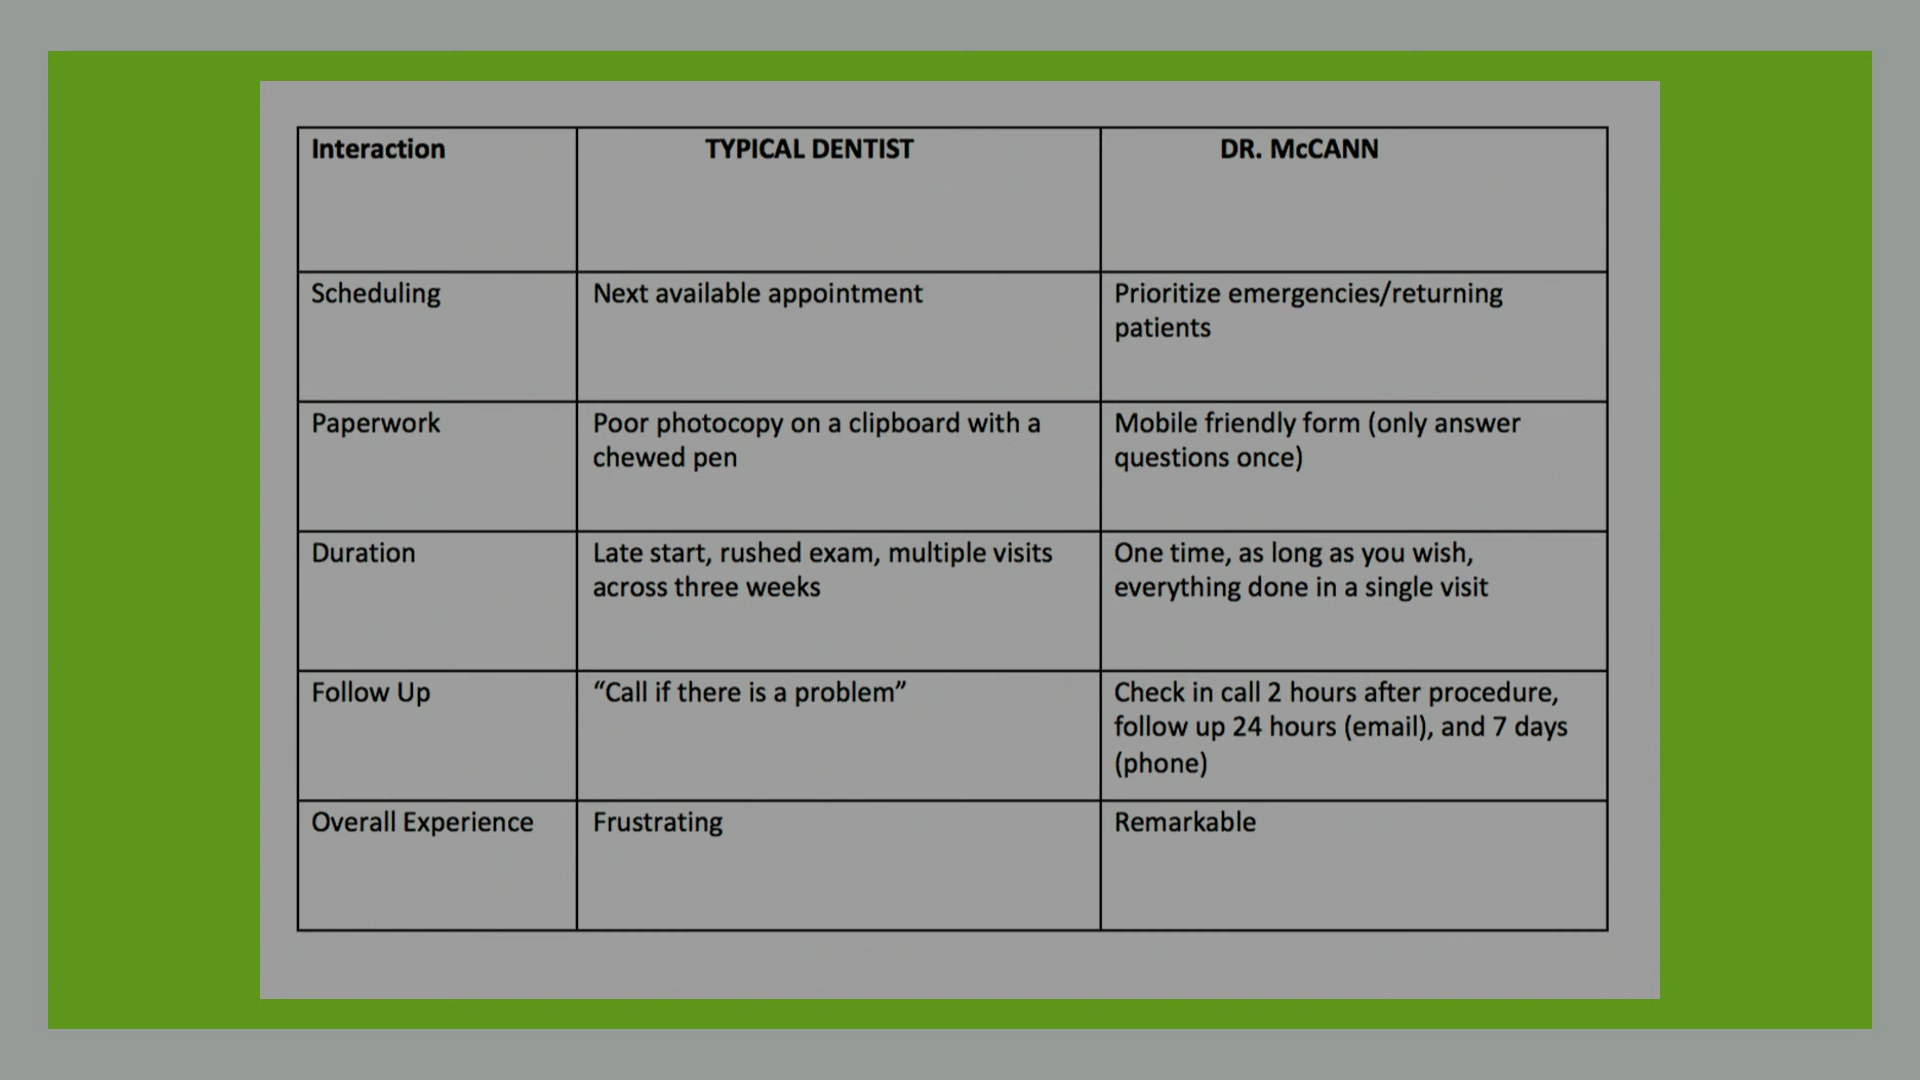 Interaction
TYPICAL DENTIST
DR. McCANN
Scheduling
Next available appointment
Prioritize emergencies/returning
patients
Paperwork
Poor photocopy on a clipboard with a
chewed pen
Mobile friendly form (only answer
questions once)
Duration
Late start, rushed exam, multiple visits
across three weeks
One time, as long as you wish,
everything done in a single visit
Follow Up
“Call if there is a problem”
Check in call 2 hours after procedure,
follow up 24 hours (email), and 7 days
(phone)
Overall Experience
Frustrating
Remarkable